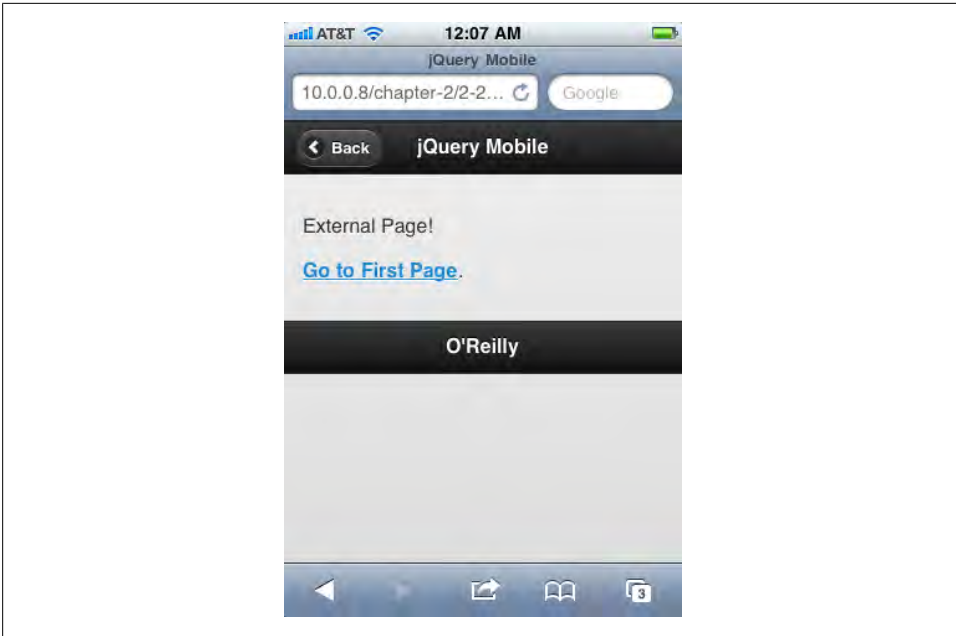 AT&T 12:07 AM
jQuery Mobile
10.0.0.8/chapter-2/2-2... Google
Back jQuery Mobile
External Page!
Go to First Page.
O'Reilly
3